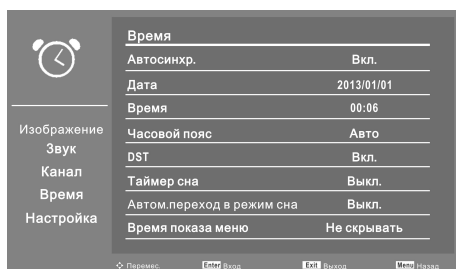 Время
Автосинхр. Вкл.
Дата 2013/01/01
Время 00:06
Часовой пояс Авто
DST Вкл.
Таймер сна Выкл.
Автом.переход в режим сна Выкл.
Время показа меню Не скрывать
Изображение
Звук
Канал
Время
Настройка
Перемес. Enter Вход Exit Выход Menu Назад